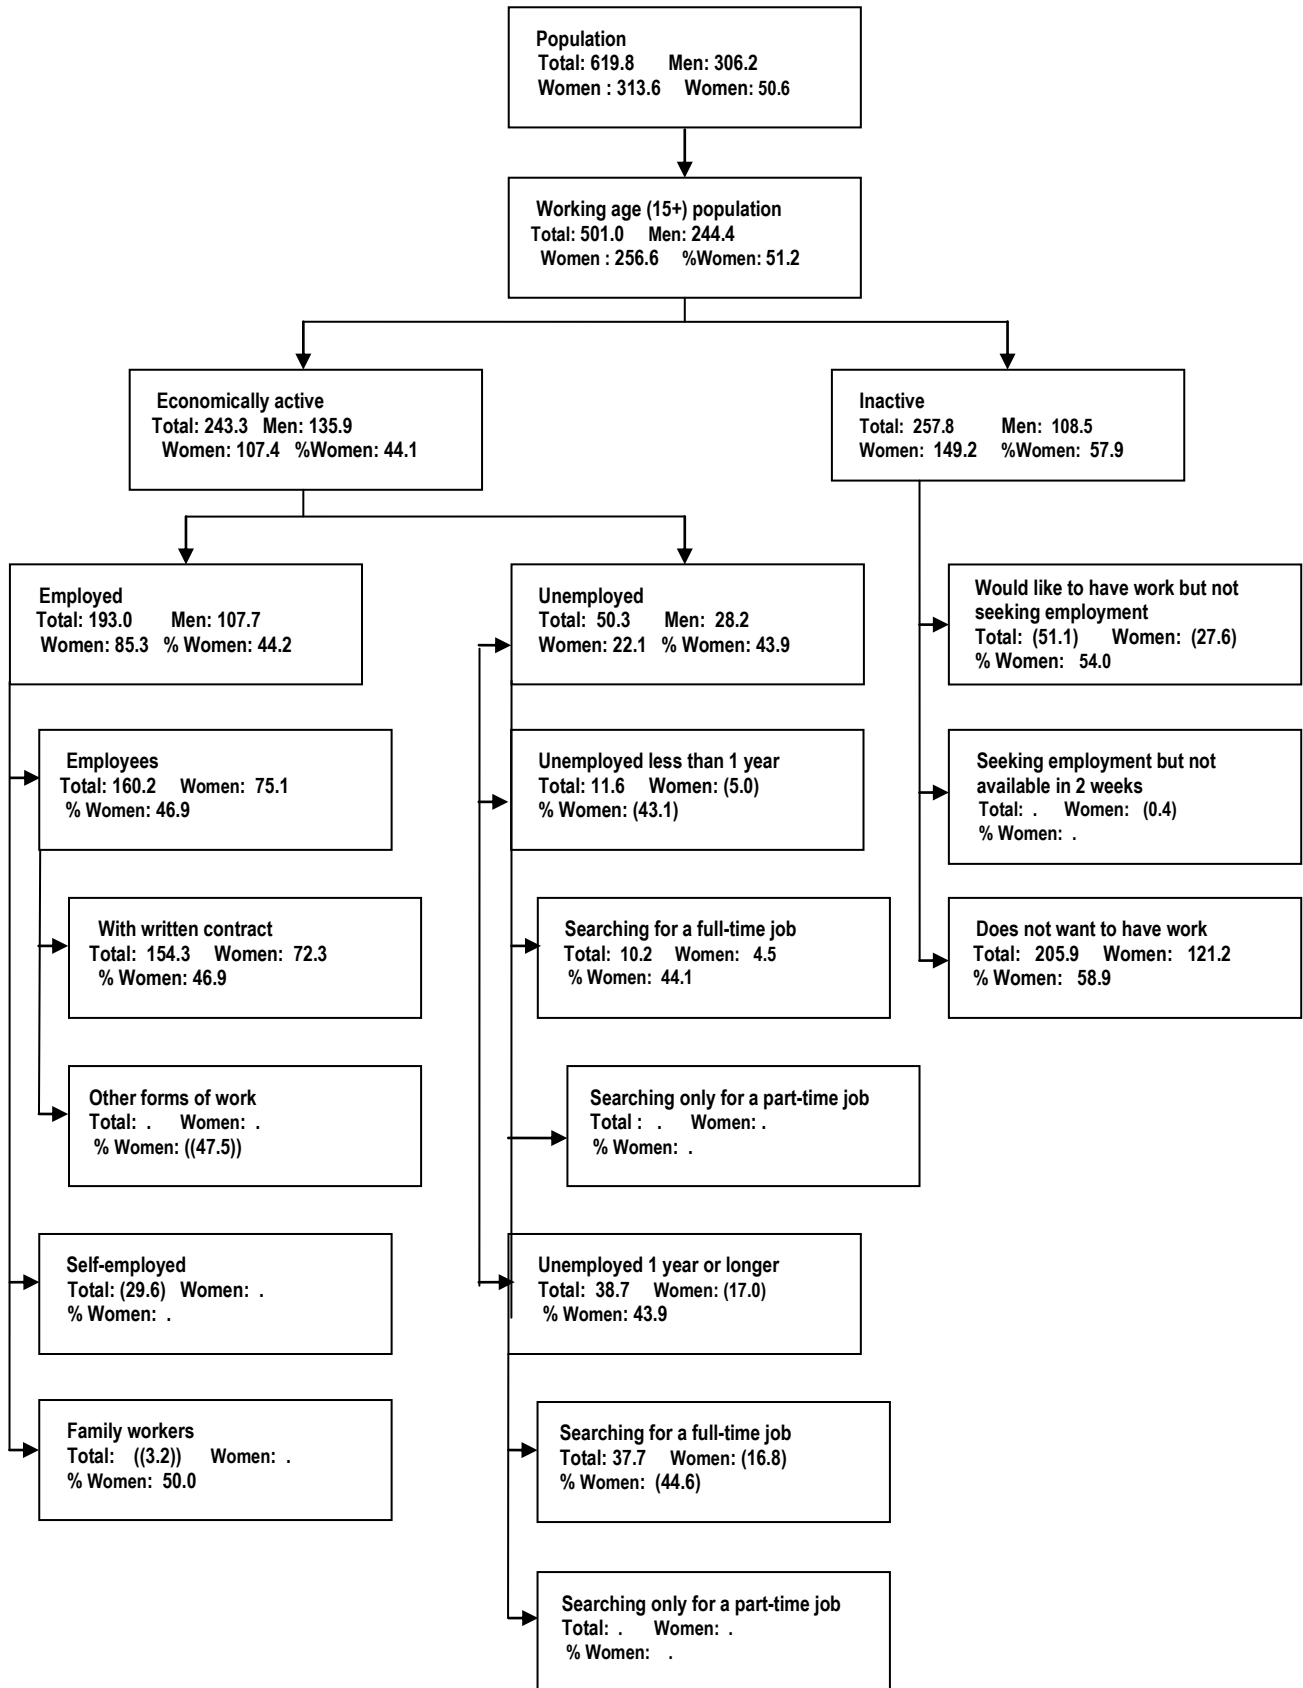 Population
Total: 619.8 Men: 306.2
Women : 313.6 Women: 50.6
Working age (15+) population
Total: 501.0 Men: 244.4
Women : 256.6 %Women: 51.2
Economically active
Total: 243.3 Men: 135.9
Women: 107.4 %Women: 44.1
Inactive
Total: 257.8 Men: 108.5
Women: 149.2 %Women: 57.9
Employed
Total: 193.0 Men: 107.7
Women: 85.3 % Women: 44.2
Unemployed
Total: 50.3 Men: 28.2
Women: 22.1 % Women: 43.9
Would like to have work but not
seeking employment
Total: (51.1) Women: (27.6)
% Women: 54.0
Employees
Total: 160.2 Women: 75.1
% Women: 46.9
Unemployed less than 1 year
Total: 11.6 Women: (5.0)
% Women: (43.1)
Seeking employment but not
available in 2 weeks
Total: . Women: (0.4)
% Women: .
With written contract
Total: 154.3 Women: 72.3
% Women: 46.9
Searching for a full-time job
Total: 10.2 Women: 4.5
% Women: 44.1
Does not want to have work
Total: 205.9 Women: 121.2
% Women: 58.9
Other forms of work
Total: . Women: .
% Women: ((47.5))
Searching only for a part-time job
Total : . Women: .
% Women: .
Self-employed
Total: (29.6) Women: .
% Women: .
Unemployed 1 year or longer
Total: 38.7 Women: (17.0)
% Women: 43.9
Family workers
Total: ((3.2)) Women: .
% Women: 50.0
Searching for a full-time job
Total: 37.7 Women: (16.8)
% Women: (44.6)
Searching only for a part-time job
Total: . Women: .
% Women: .